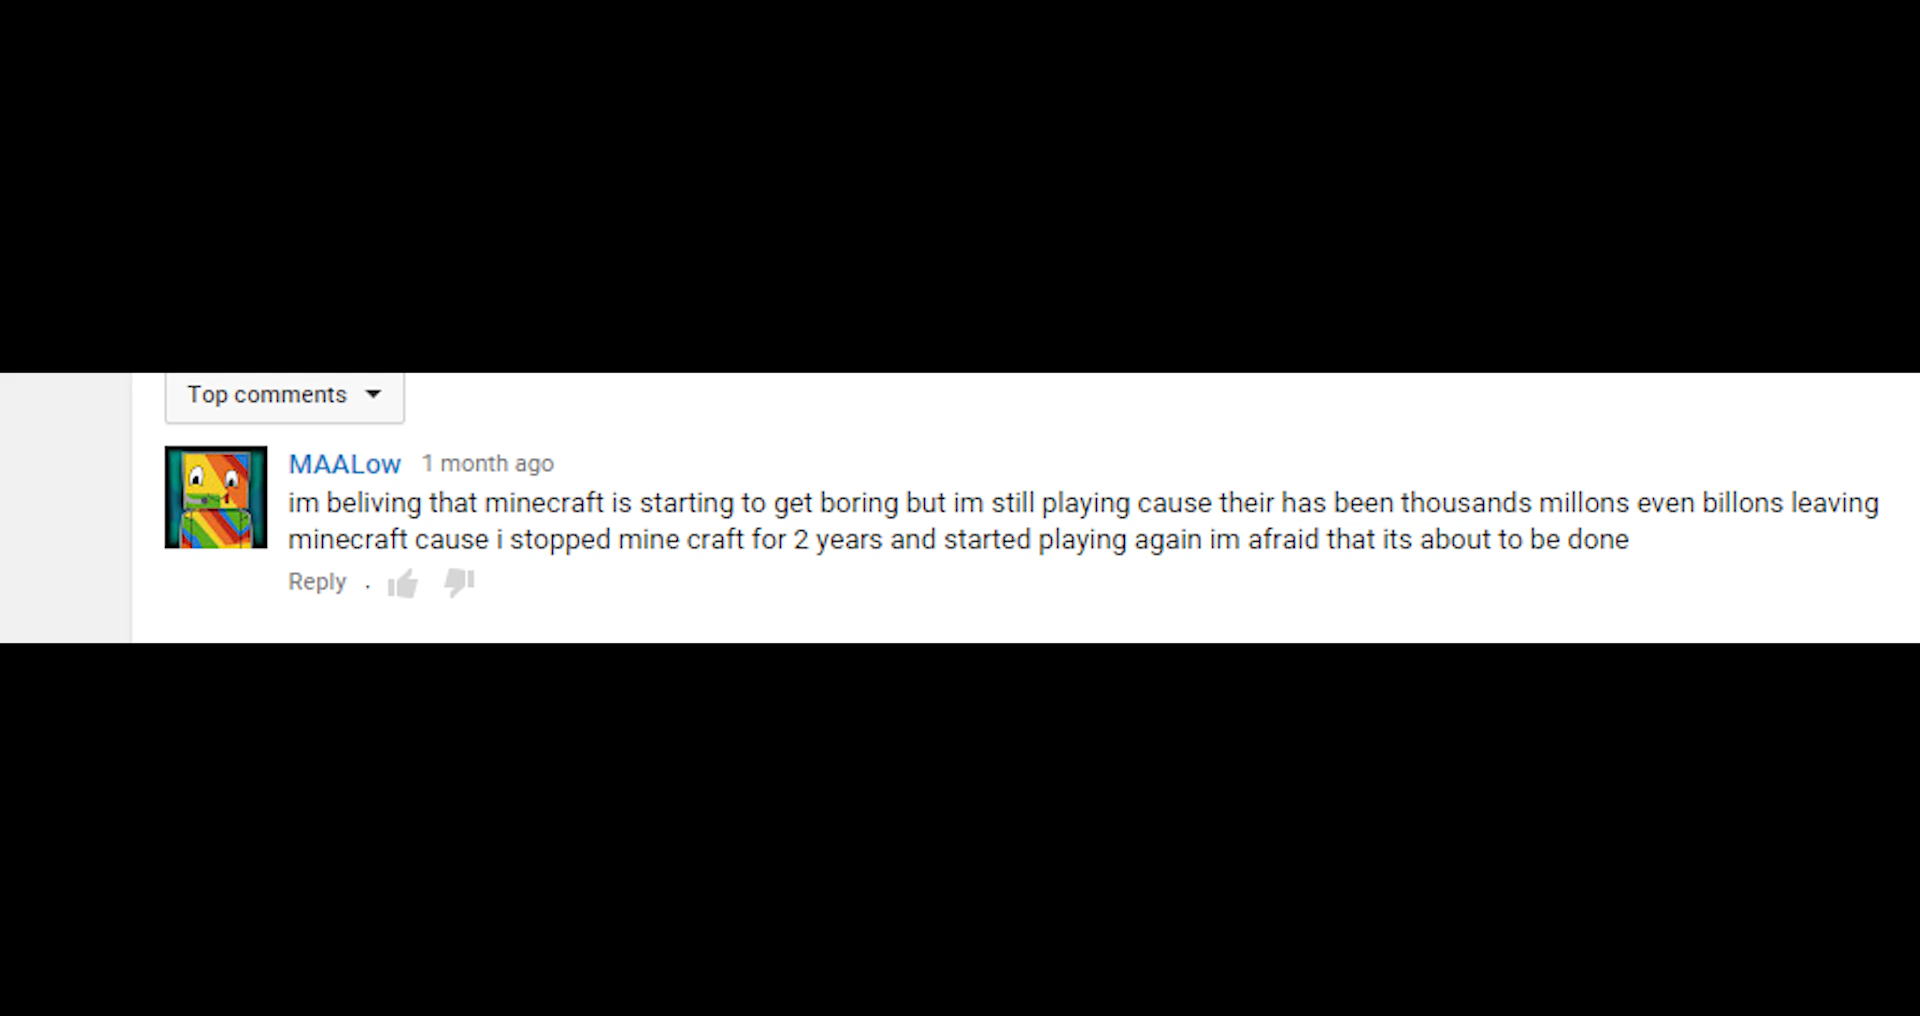 Top comments
MAALow 1 month ago
im beliving that minecraft is starting to get boring but im still playing cause their has been thousands millons even billons leaving
minecraft cause i stopped mine craft for 2 years and started playing again im afraid that its about to be done
Reply .